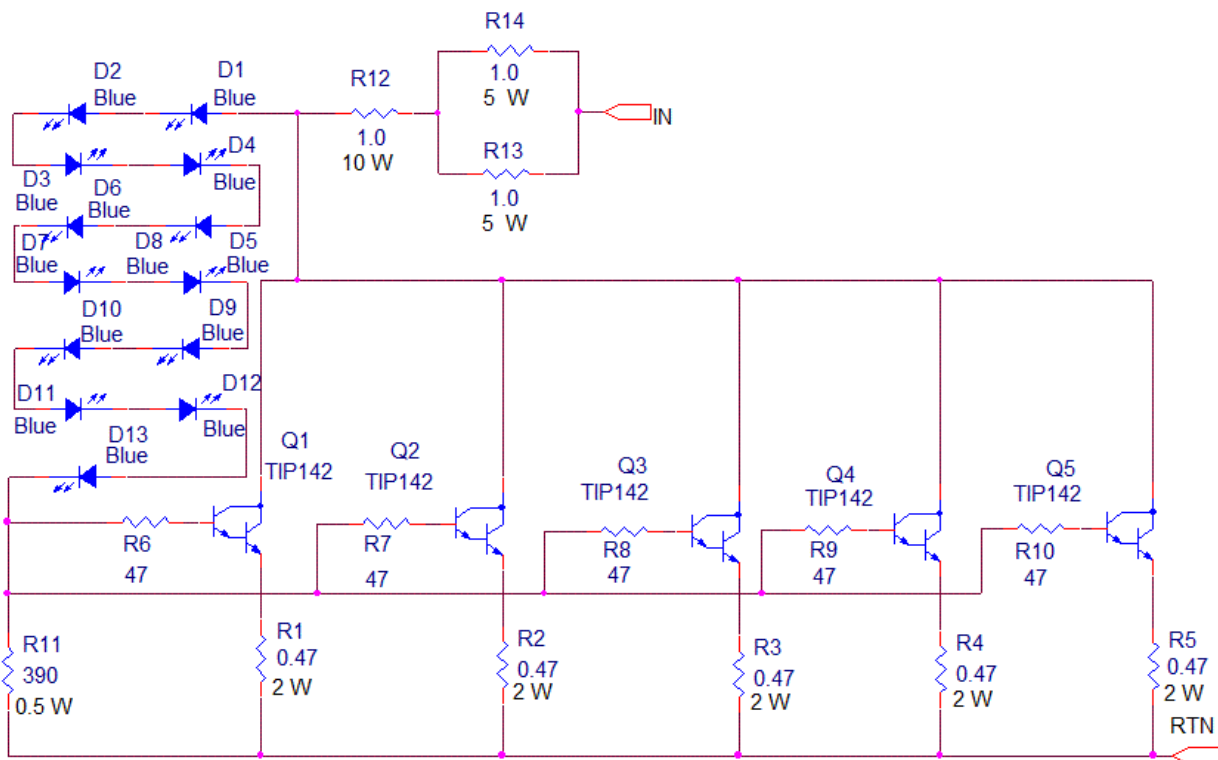 R14
1.0
5 W
R12
1.0
10 W
IN
R13
1.0
5 W
D2
Blue
D1
Blue
D3
Blue
D4
Blue
D6
Blue
D7
Blue
D8
Blue
D5
Blue
D10
Blue
D9
Blue
D11
Blue
D12
Blue
D13
Blue
Q1
TIP142
Q2
TIP142
Q3
TIP142
Q4
TIP142
Q5
TIP142
R6
47
R7
47
R8
47
R9
47
R10
47
R11
390
0.5 W
R1
0.47
2 W
R2
0.47
2 W
R3
0.47
2 W
R4
0.47
2 W
R5
0.47
2 W
RTN